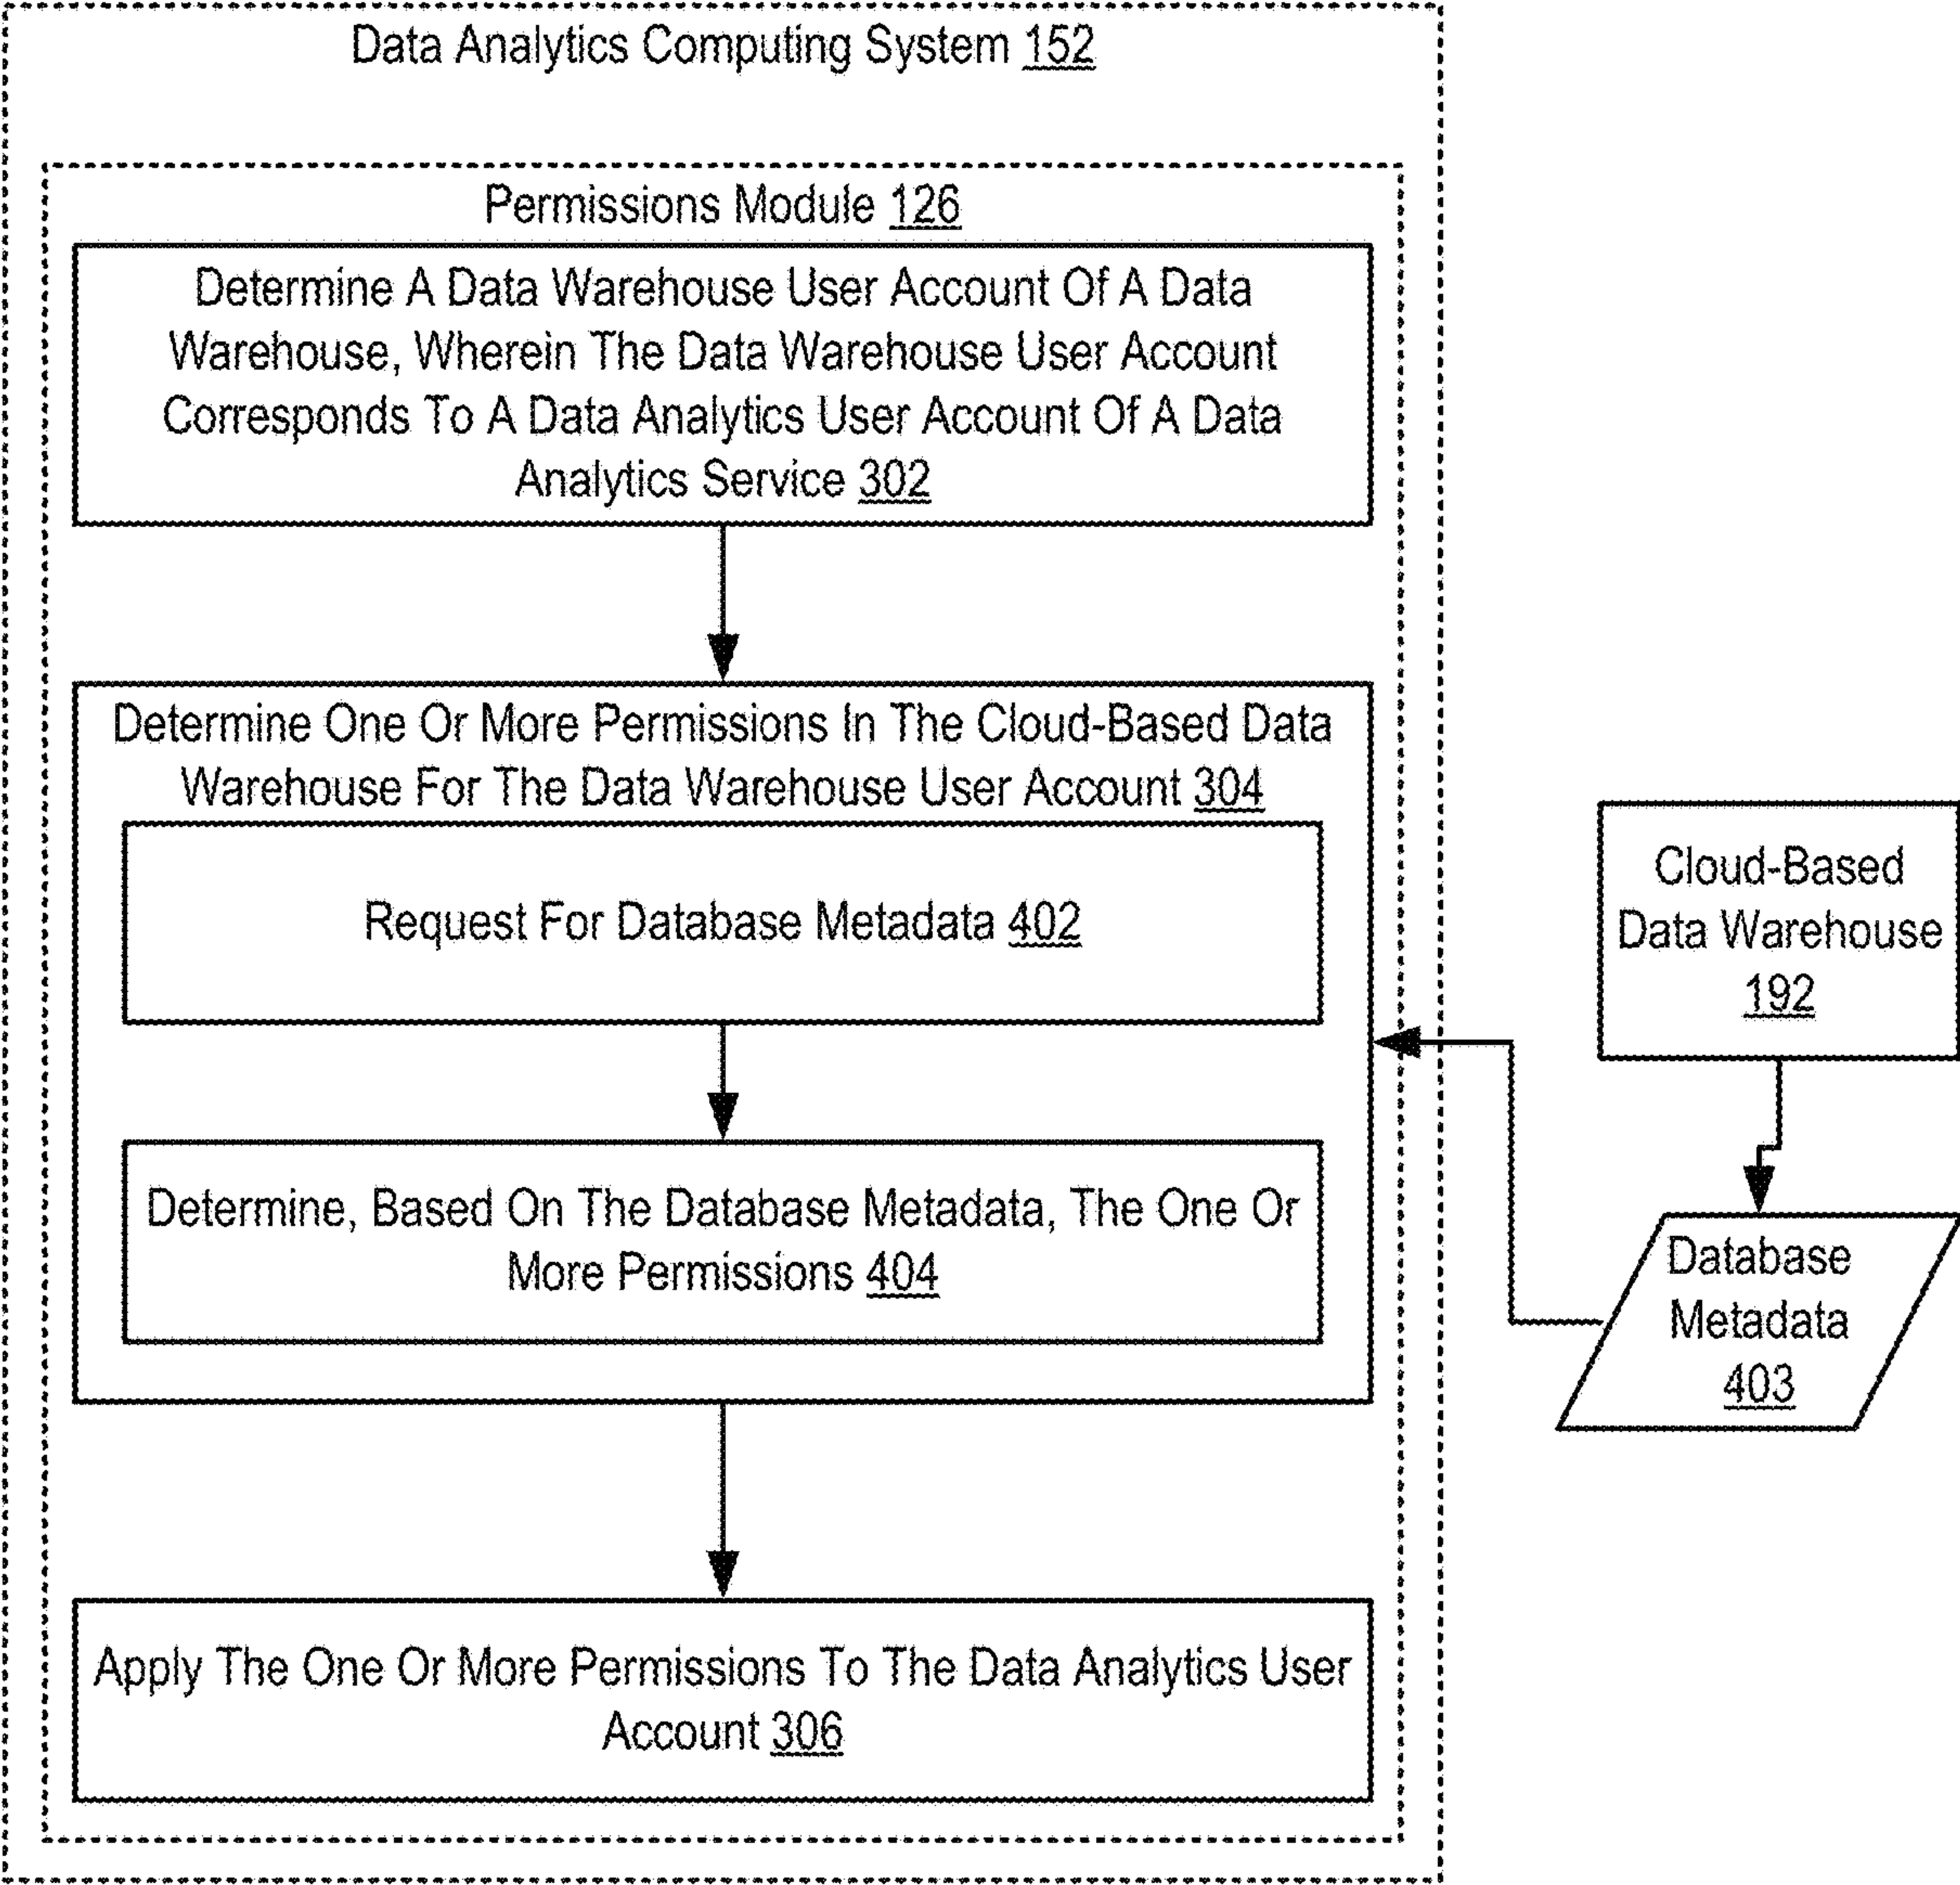 Data Analytics Computing System 152
Permissions Module 126
Determine A Data Warehouse User Account Of A Data
Warehouse, Wherein The Data Warehouse User Account
Corresponds To A Data Analytics User Account Of A Data
Analytics Service 302
Determine One Or More Permissions In The Cloud-Based Data
Warehouse For The Data Warehouse User Account 304
Request For Database Metadata 402
Determine, Based On The Database Metadata, The One Or
More Permissions 404
Apply The One Or More Permissions To The Data Analytics User
Account 306
Cloud-Based
Data Warehouse
192
Database
Metadata
403